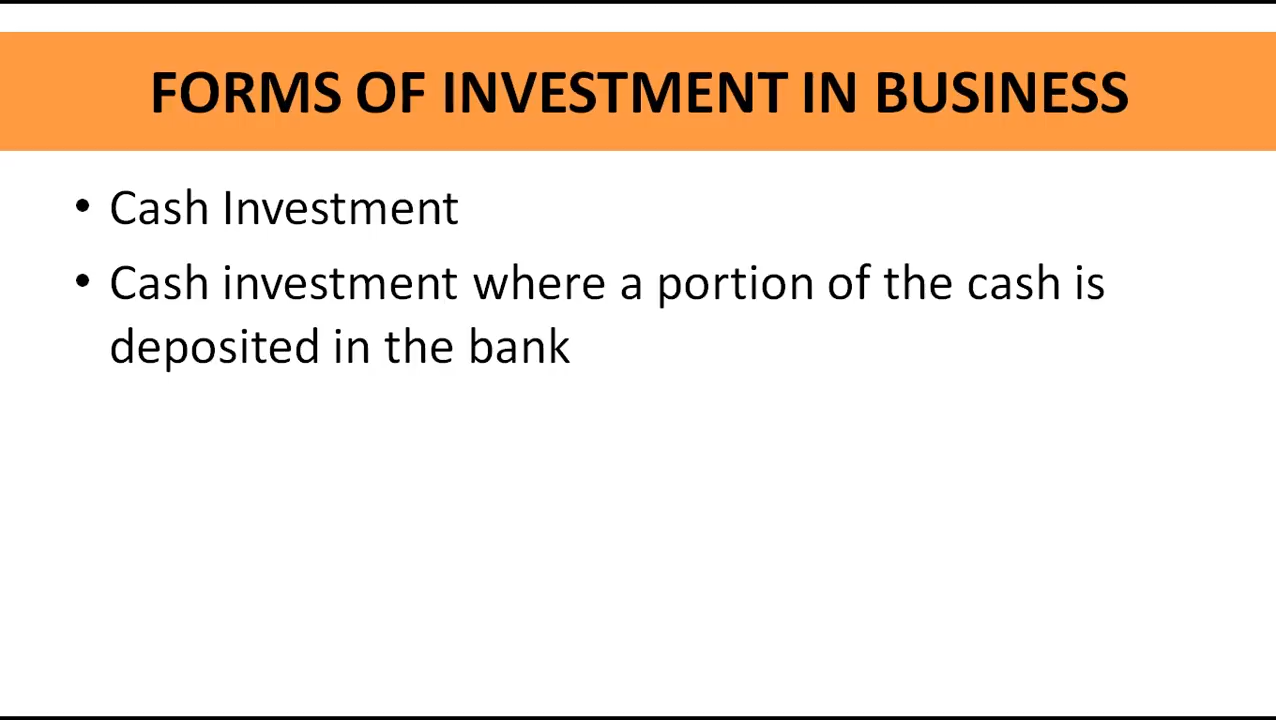 FORMS OF INVESTMENT IN BUSINESS
• Cash Investment
• Cash investment where a portion of the cash is
deposited in the bank